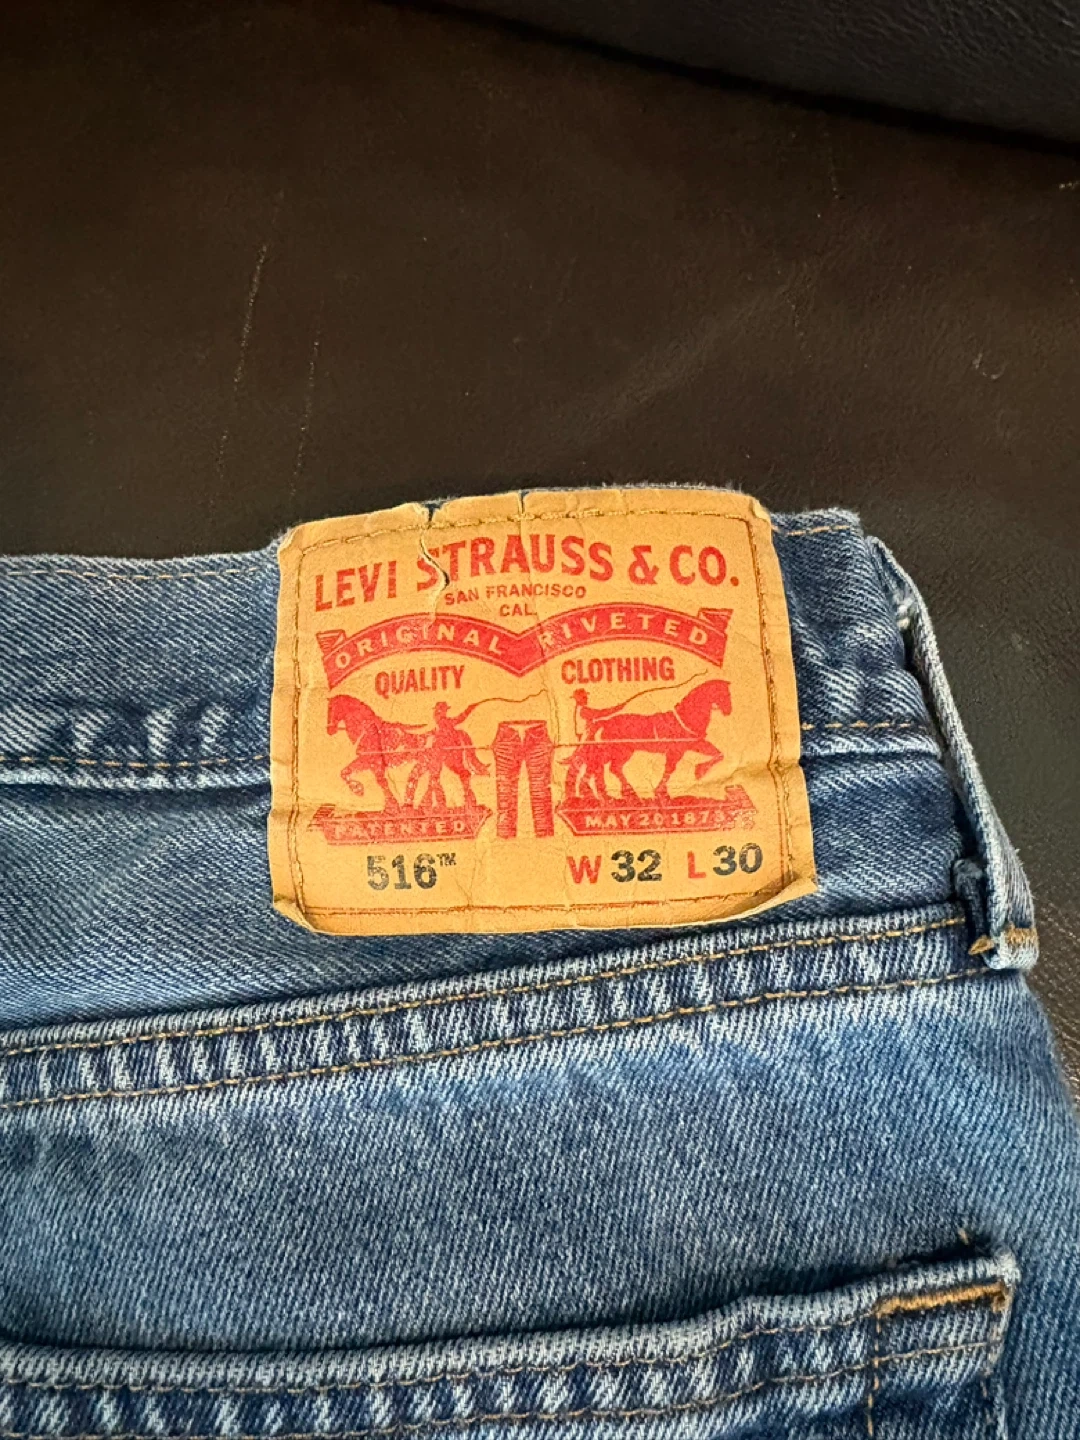 LEVI STRAUSS & CO.
SAN FRANCISCO
CAL.
ORIGINAL RIVETED
QUALITY CLOTHING
PATENTED MAY 20 1873
516™ W 32 L 30